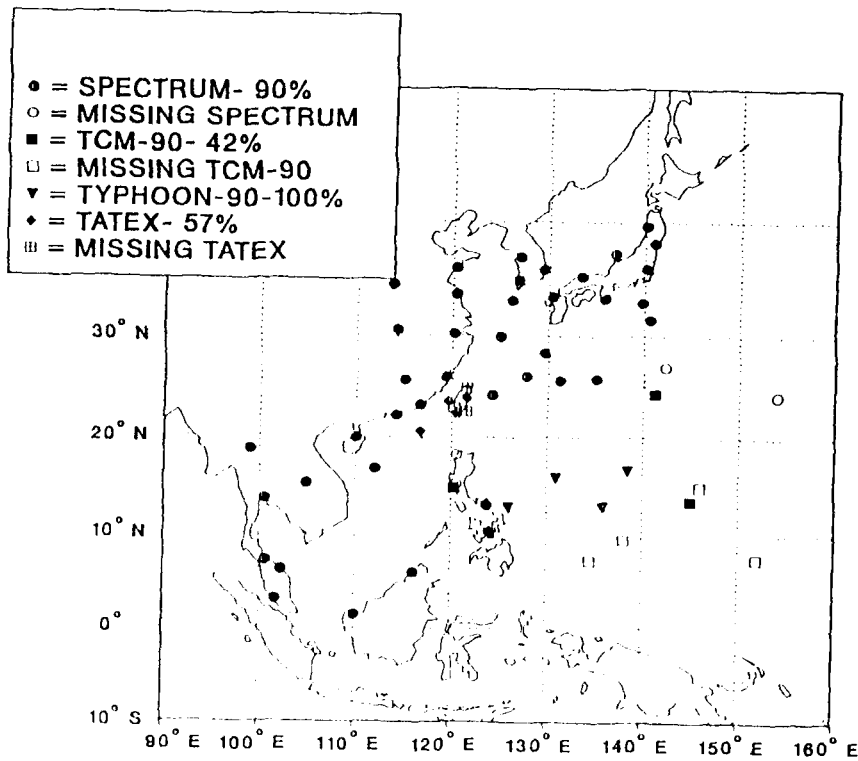 ● = SPECTRUM- 90%
○ = MISSING SPECTRUM
■ = TCM-90- 42%
□ = MISSING TCM-90
▼ = TYPHOON-90-100%
♦ = TATEX- 57%
⊞ = MISSING TATEX
30° N
20° N
10° N
0°
10° S
90° E 100° E 110° E 120° E 130° E 140° E 150° E 160° E